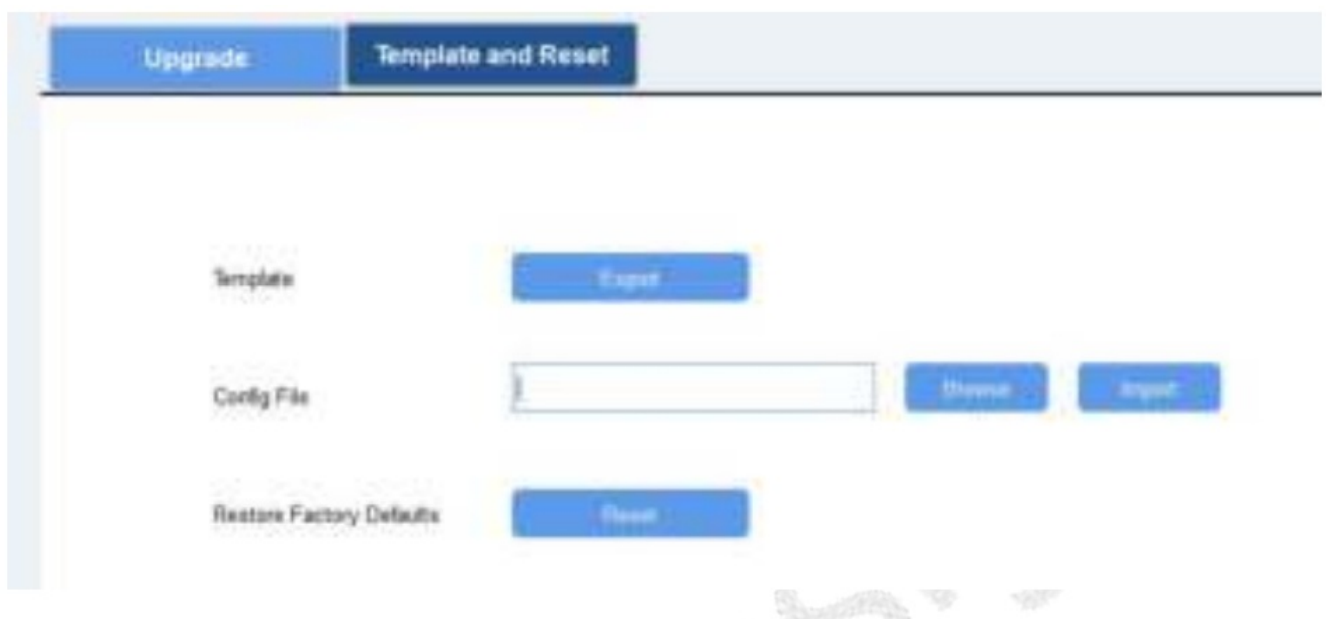 Upgrade Template and Reset
Template Export
Config File Browse Import
Restore Factory Defaults Reset